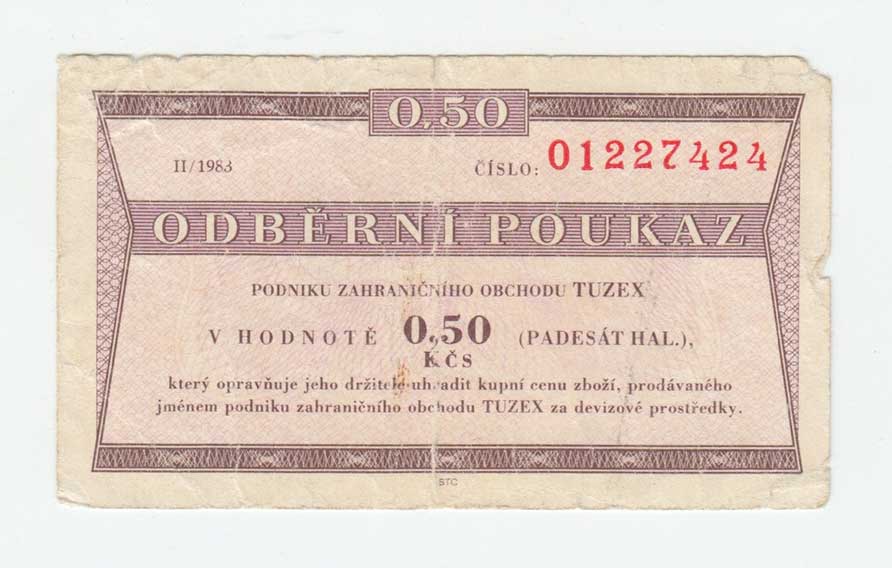 0,50
II/1983 ČÍSLO: 01227424
ODBĚRNÍ POUKAZ
PODNIKU ZAHRANIČNÍHO OBCHODU TUZEX
V HODNOTĚ 0,50 (PADESÁT HAL.),
KČS
který opravňuje jeho držitele uhradit kupní cenu zboží, prodávaného
jménem podniku zahraničního obchodu TUZEX za devizové prostředky.
STC